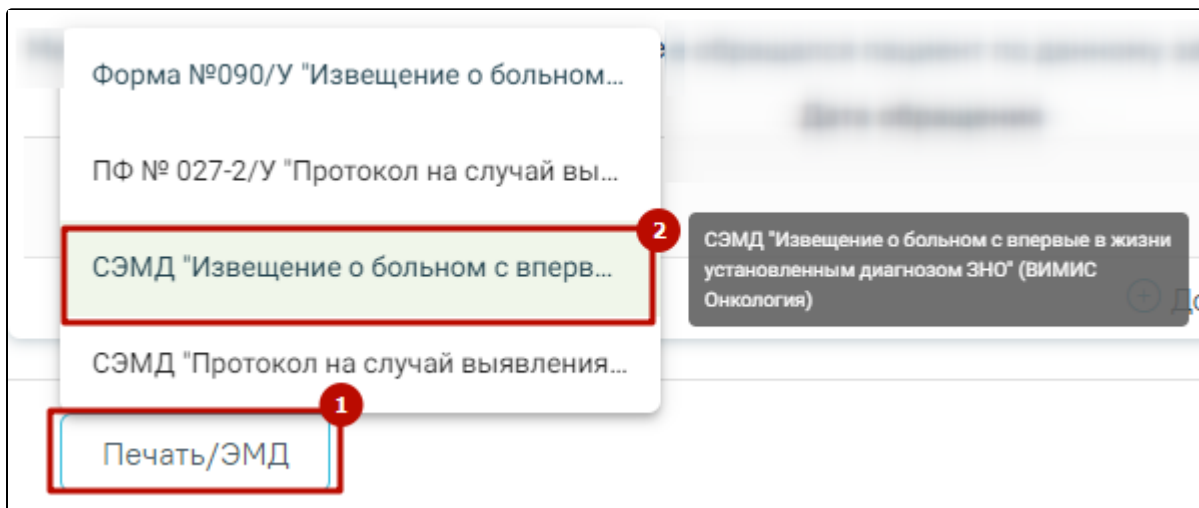 Форма №090/У "Извещение о больном...
ПФ № 027-2/У "Протокол на случай вы...
2
СЭМД "Извещение о больном с вперв...
СЭМД "Извещение о больном с впервые в жизни
установленным диагнозом ЗНО" (ВИМИС
Онкология)
СЭМД "Протокол на случай выявления...
1
Печать/ЭМД